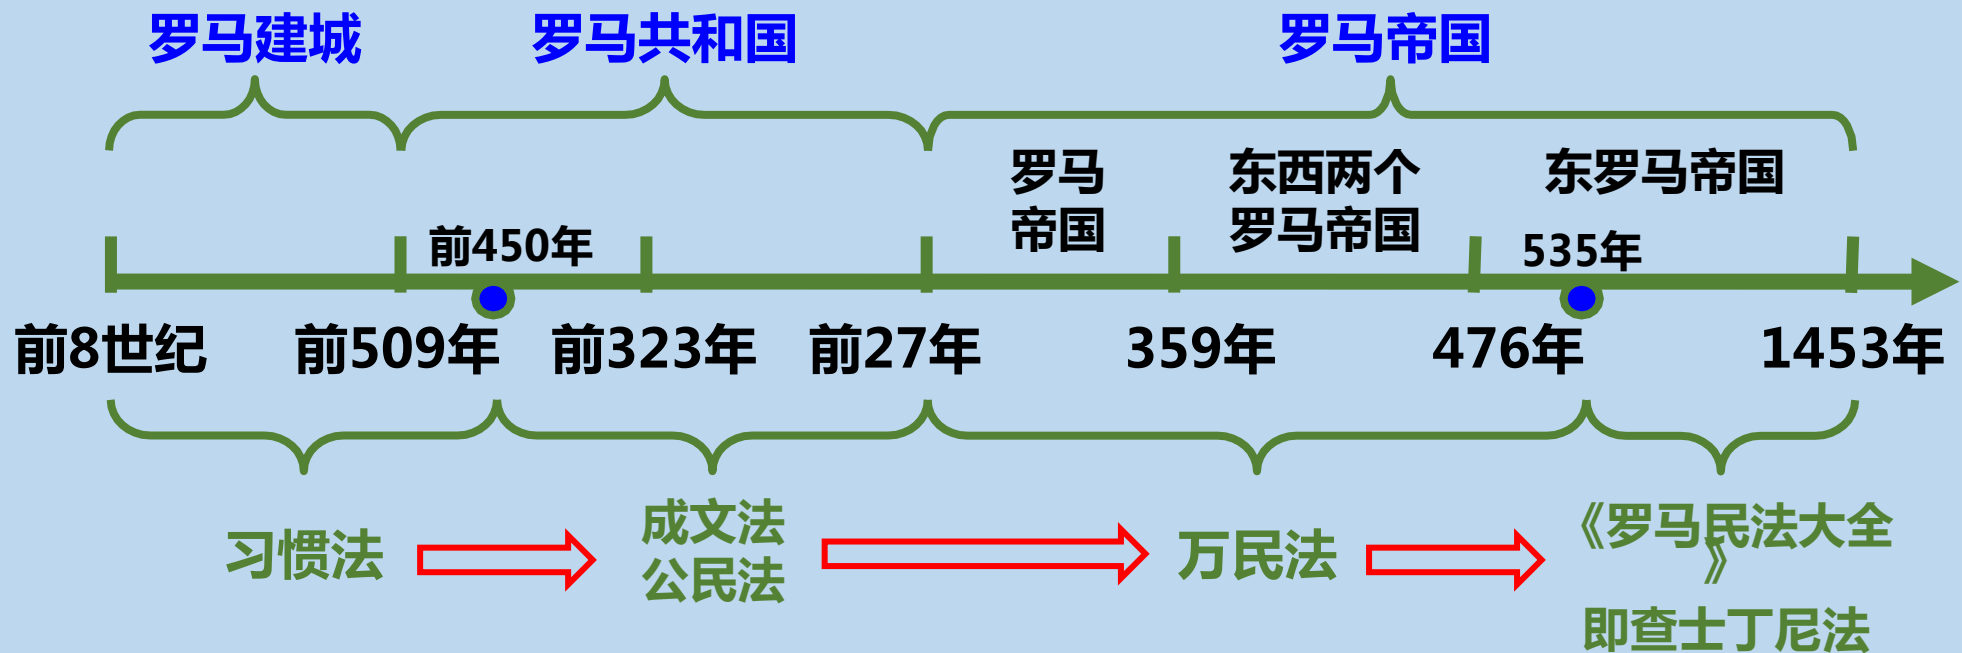 罗马建城
罗马共和国
罗马帝国
罗马
帝国
东西两个
罗马帝国
东罗马帝国
前450年
535年
前8世纪
前509年
前323年
前27年
359年
476年
1453年
习惯法
成文法
公民法
万民法
《罗马民法大全
》
即查士丁尼法